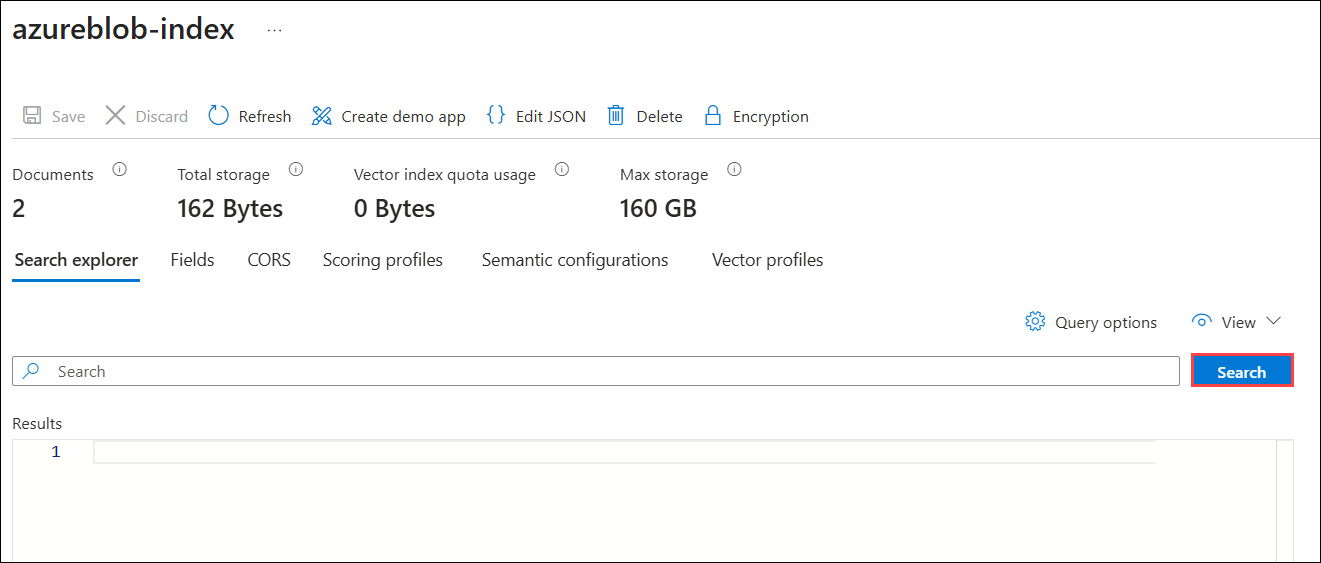 azureblob-index ...
Save Discard Refresh Create demo app {} Edit JSON Delete Encryption
Documents Total storage Vector index quota usage Max storage
2 162 Bytes 0 Bytes 160 GB
Search explorer Fields CORS Scoring profiles Semantic configurations Vector profiles
Query options View
Search Search
Results
1